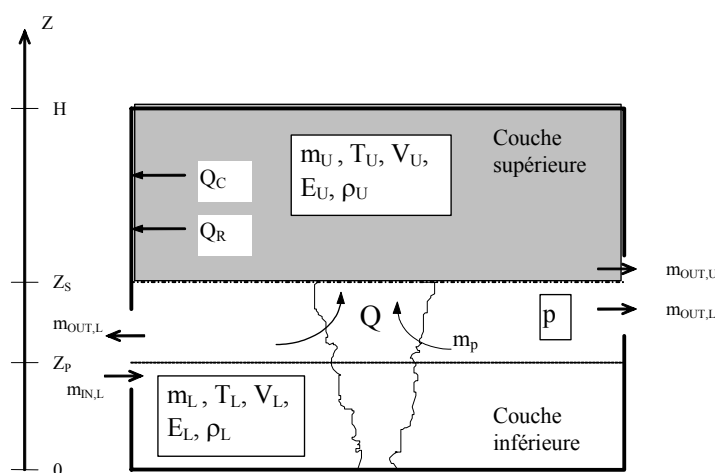 Z
H
m_U , T_U, V_U,
E_U, ρ_U
Couche
supérieure
Q_C
Q_R
m_OUT,U
Z_S
m_OUT,L
Q
p
m_OUT,L
m_p
Z_P
m_IN,L
m_L , T_L, V_L,
E_L, ρ_L
Couche
inférieure
0